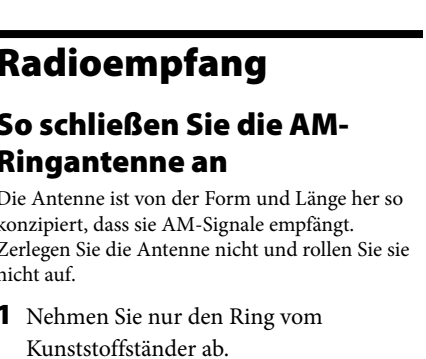 Radioempfang
So schließen Sie die AM-
Ringantenne an
Die Antenne ist von der Form und Länge her so
konzipiert, dass sie AM-Signale empfängt.
Zerlegen Sie die Antenne nicht und rollen Sie sie
nicht auf.
1 Nehmen Sie nur den Ring vom
Kunststoffständer ab.